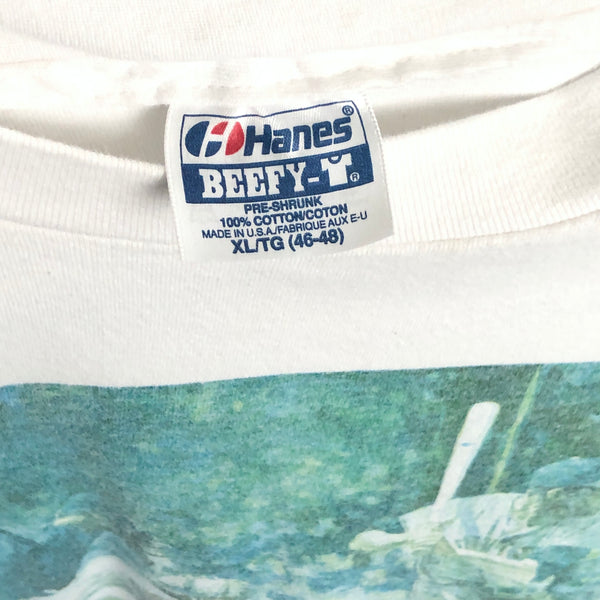 Hanes®
BEEFY-T®
PRE-SHRUNK
100% COTTON/COTON
MADE IN U.S.A./FABRIQUE AUX E-U
XL/TG (46-48)